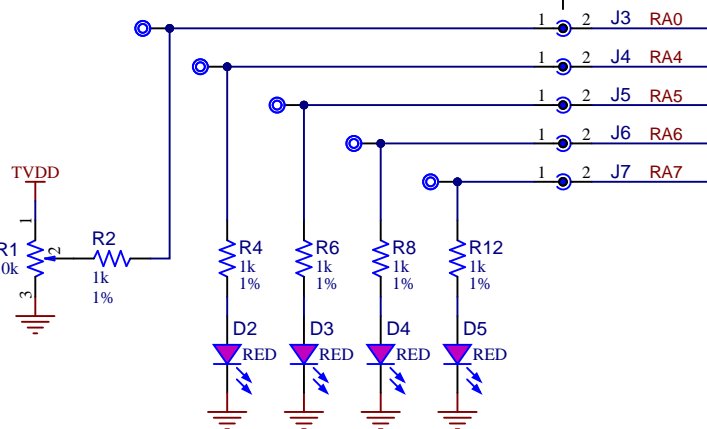 1 2 J3 RA0
1 2 J4 RA4
1 2 J5 RA5
1 2 J6 RA6
1 2 J7 RA7
TVDD
1
R1
2
0k
3
R2
1k
1%
R4
1k
1%
R6
1k
1%
R8
1k
1%
R12
1k
1%
D2
RED
D3
RED
D4
RED
D5
RED